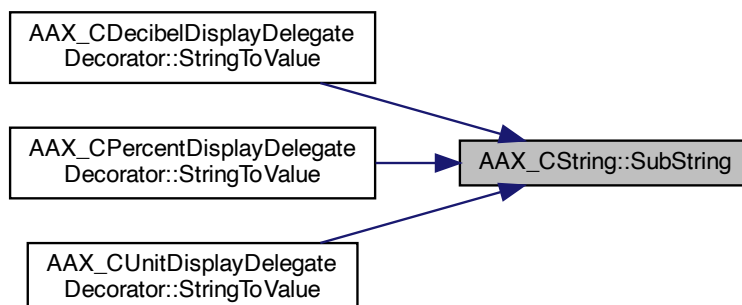 AAX_CDecibelDisplayDelegate
Decorator::StringToValue
AAX_CPercentDisplayDelegate
Decorator::StringToValue
AAX_CString::SubString
AAX_CUnitDisplayDelegate
Decorator::StringToValue